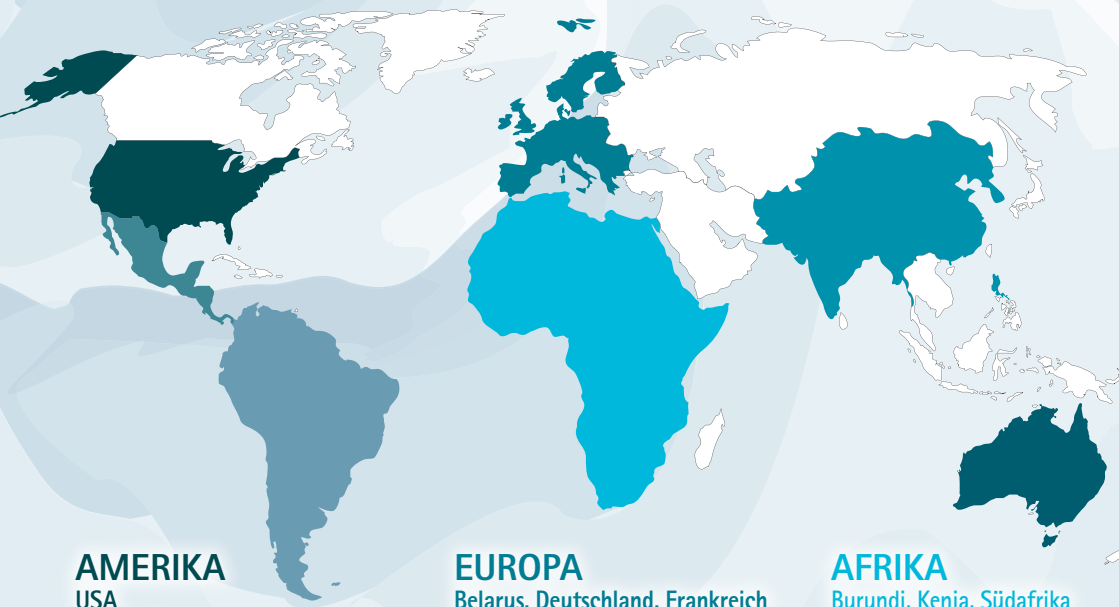 AMERIKA
USA
EUROPA
Belarus, Deutschland, Frankreich
AFRIKA
Burundi, Kenia, Südafrika